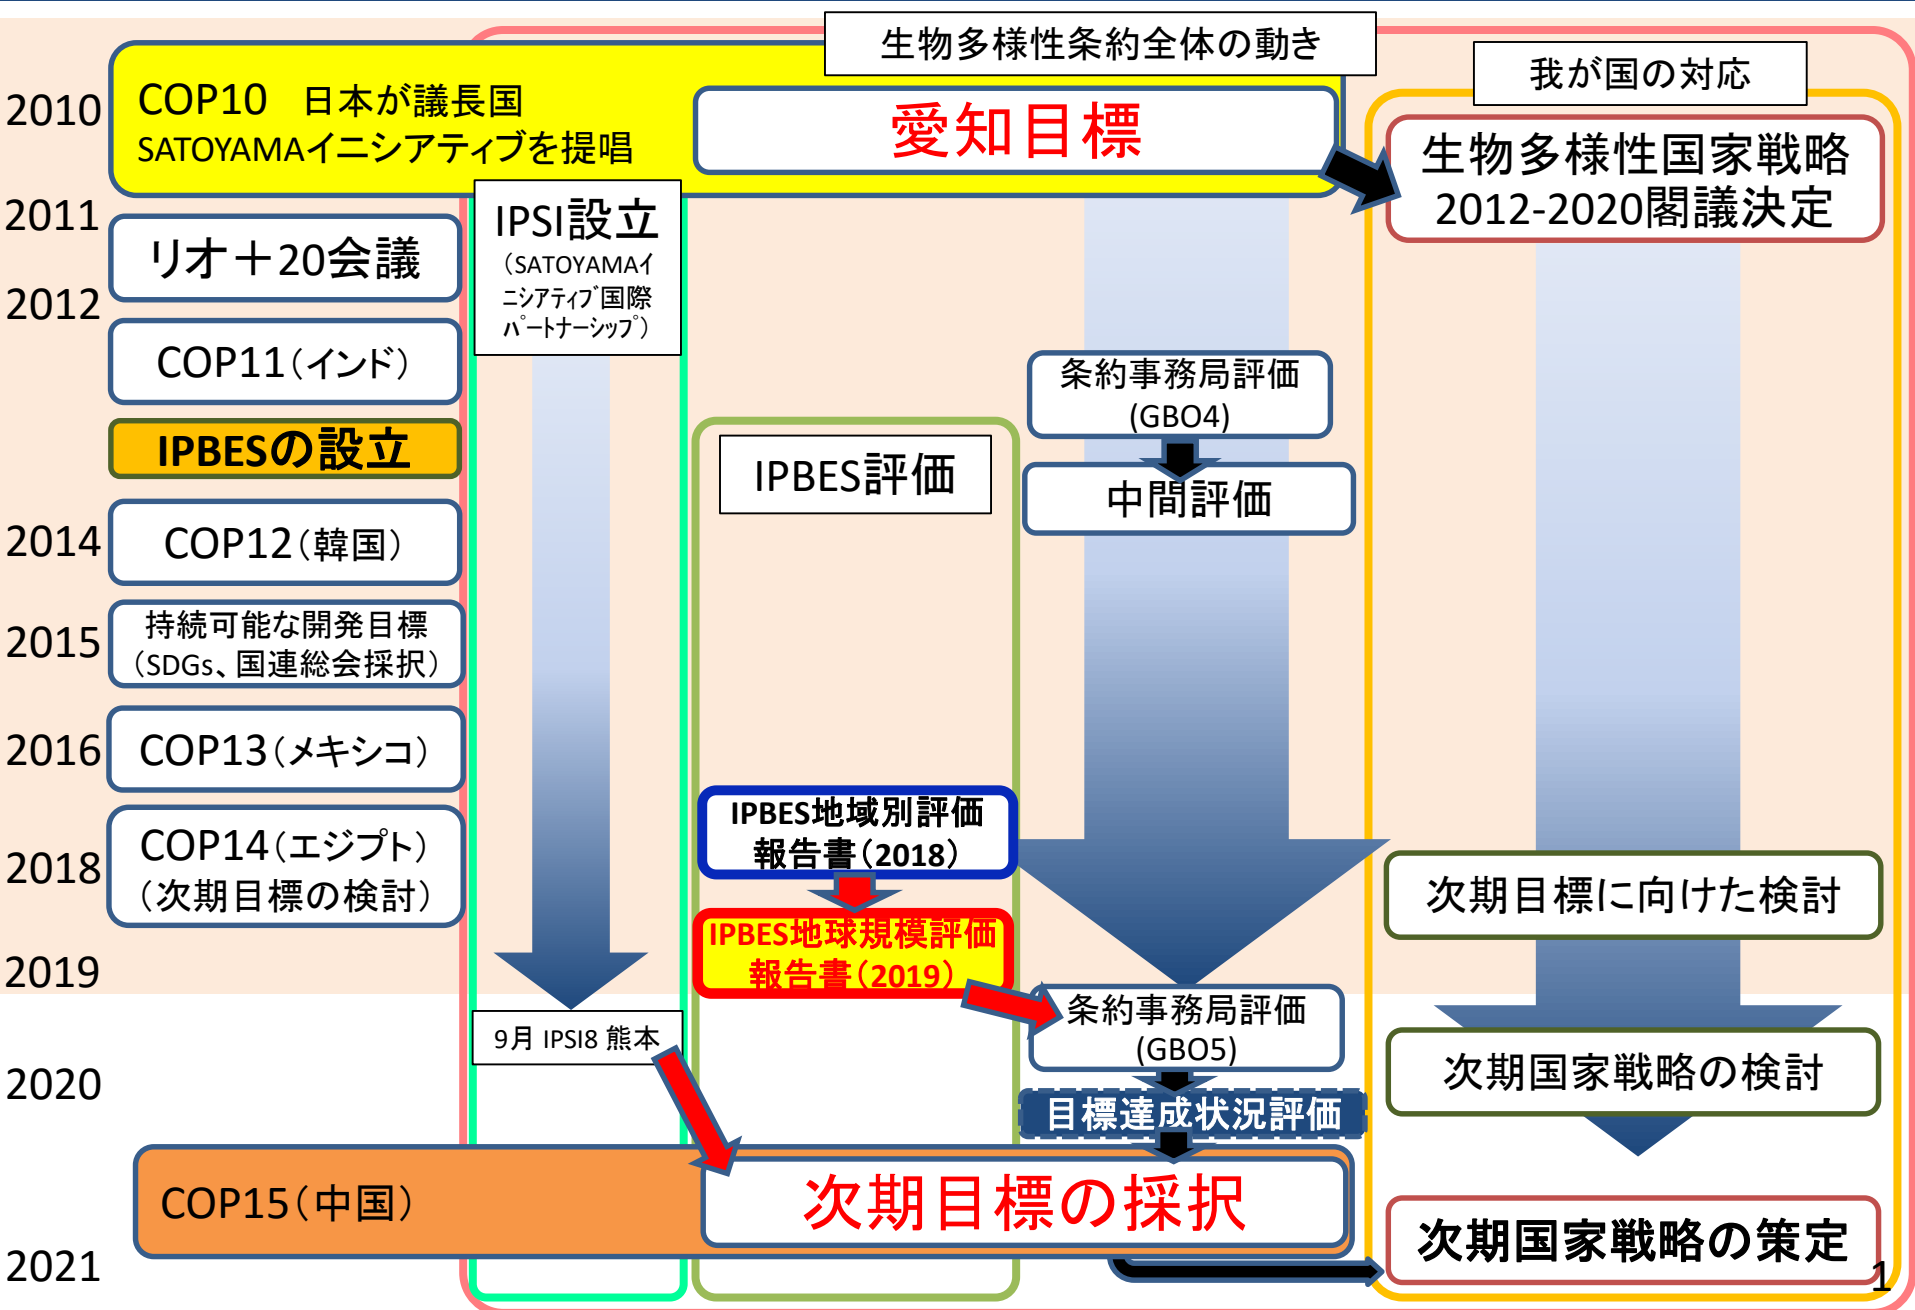 生物多様性条約全体の動き
我が国の対応
2010
COP10　日本が議長国
SATOYAMAイニシアティブを提唱
愛知目標
生物多様性国家戦略
2012-2020閣議決定
2011
リオ＋20会議
IPSI設立
（SATOYAMAイ
ニシアティブ国際
パートナーシップ）
2012
COP11（インド）
条約事務局評価
(GBO4)
IPBESの設立
IPBES評価
中間評価
2014
COP12（韓国）
2015
持続可能な開発目標
（SDGs、国連総会採択）
2016
COP13（メキシコ）
IPBES地域別評価
報告書（2018）
2018
COP14（エジプト）
（次期目標の検討）
次期目標に向けた検討
IPBES地球規模評価
報告書（2019）
2019
9月 IPSI8 熊本
条約事務局評価
(GBO5)
次期国家戦略の検討
2020
目標達成状況評価
COP15（中国）
次期目標の採択
次期国家戦略の策定
2021
1